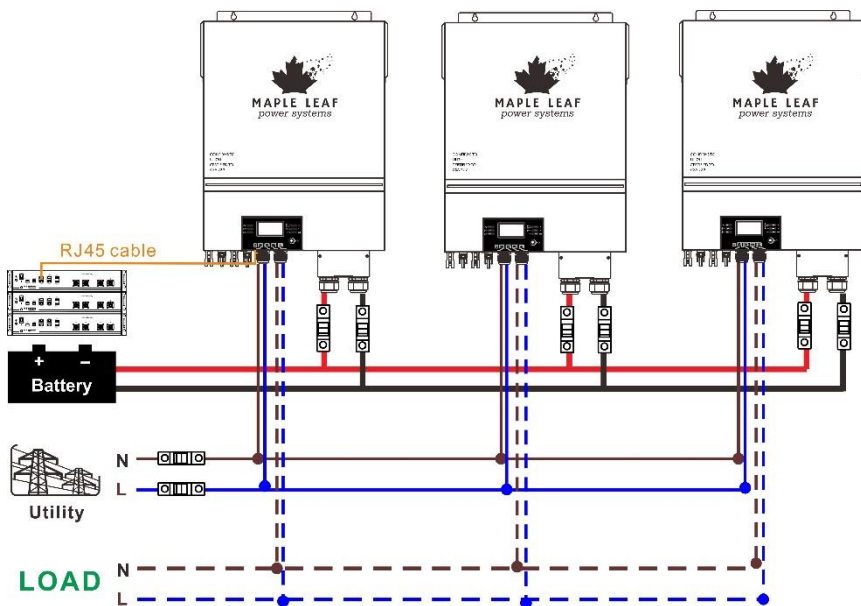 MAPLE LEAF
power systems
MAPLE LEAF
power systems
MAPLE LEAF
power systems
RJ45 cable
+ −
Battery
N
L
Utility
N
LOAD
L